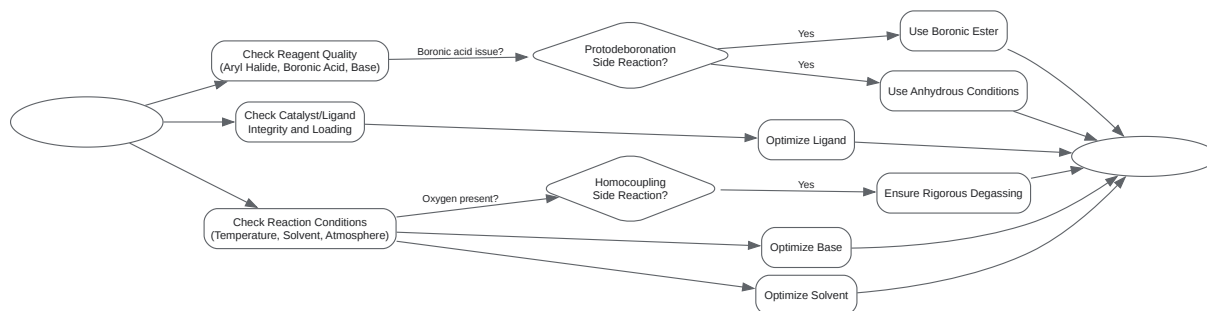 Check Reagent Quality
(Aryl Halide, Boronic Acid, Base)
Boronic acid issue?
Protodeboronation
Side Reaction?
Yes
Use Boronic Ester
Yes
Use Anhydrous Conditions
Check Catalyst/Ligand
Integrity and Loading
Optimize Ligand
Check Reaction Conditions
(Temperature, Solvent, Atmosphere)
Oxygen present?
Homocoupling
Side Reaction?
Yes
Ensure Rigorous Degassing
Optimize Base
Optimize Solvent